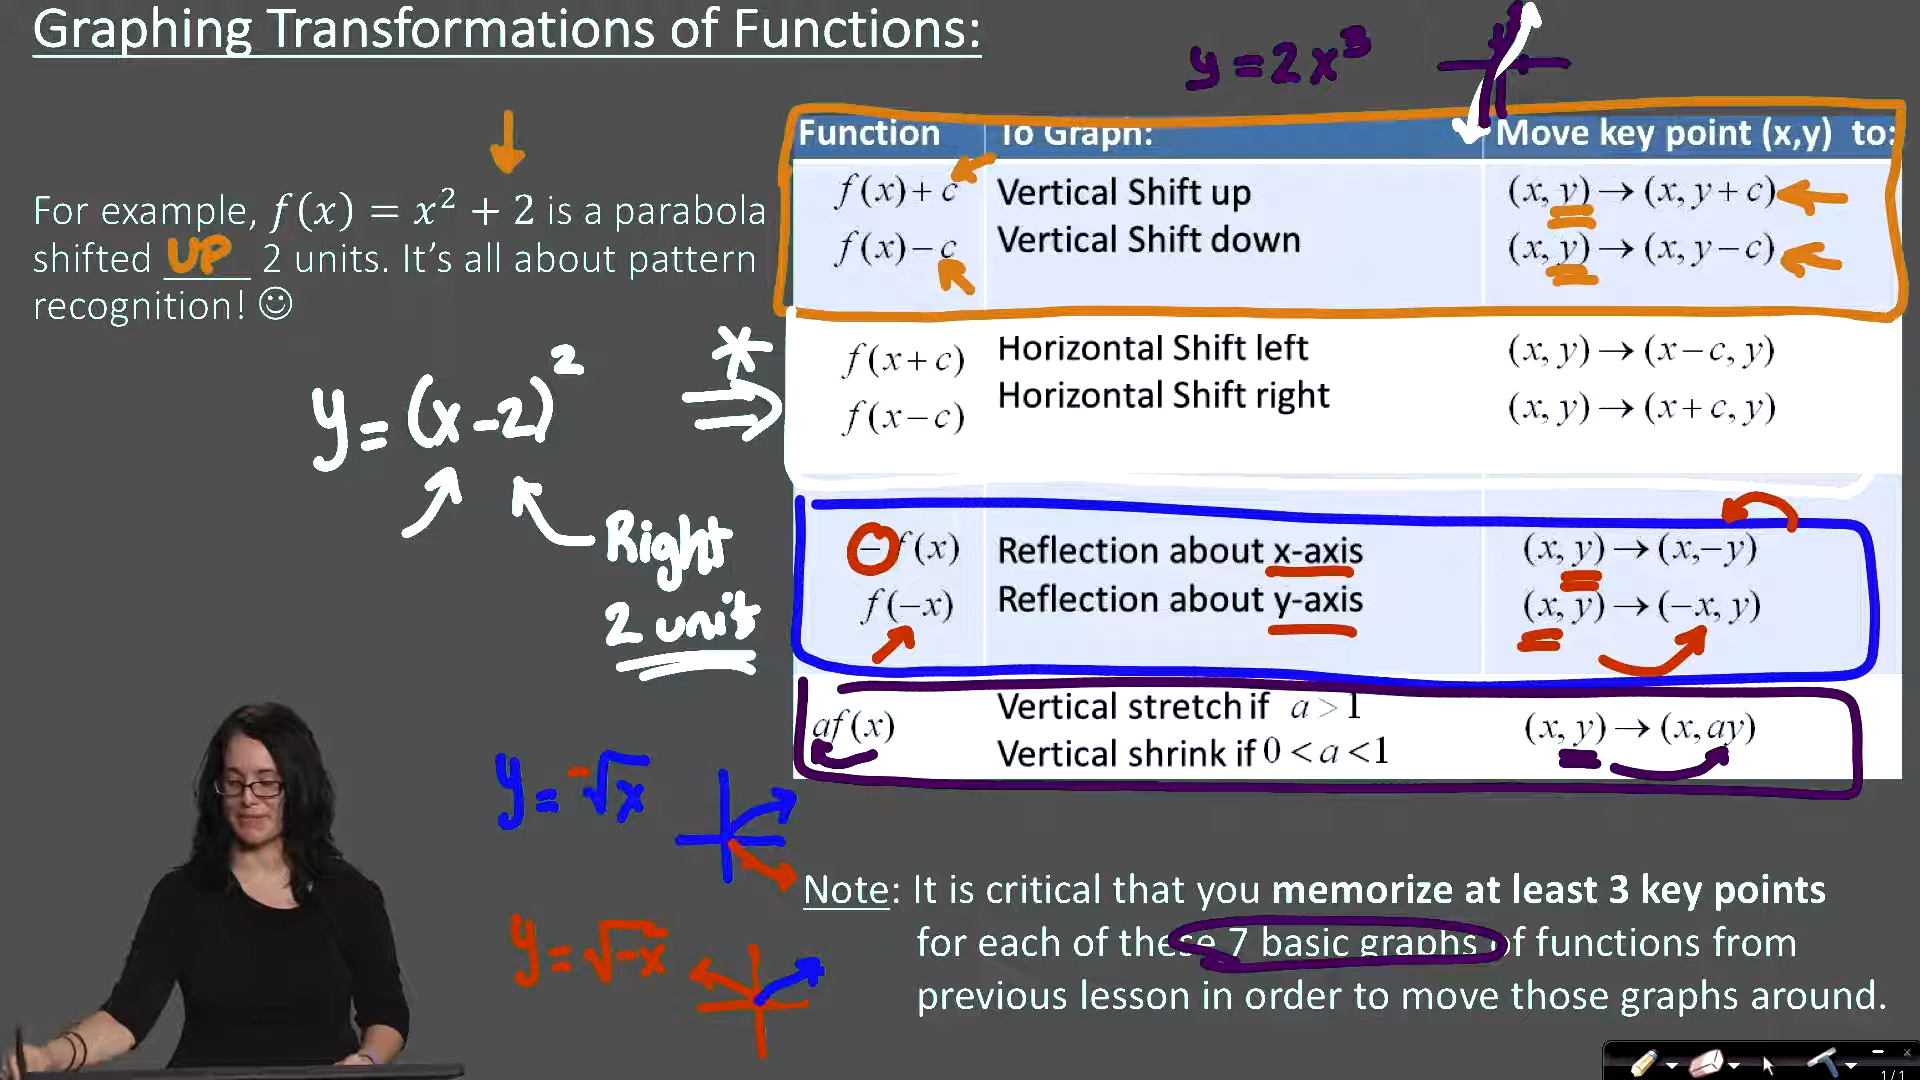 Graphing Transformations of Functions:
y = 2x³
For example, f(x) = x² + 2 is a parabola
shifted UP 2 units. It's all about pattern
recognition! ☺
y = (x - 2)²
*
Right
2 unit
Function To Graph: Move key point (x,y) to:
f(x) + c Vertical Shift up (x, y) → (x, y + c)
f(x) − c Vertical Shift down (x, y) → (x, y − c)
f(x + c) Horizontal Shift left (x, y) → (x − c, y)
f(x − c) Horizontal Shift right (x, y) → (x + c, y)
−f(x) Reflection about x-axis (x, y) → (x, −y)
f(−x) Reflection about y-axis (x, y) → (−x, y)
af(x) Vertical stretch if a > 1 (x, y) → (x, ay)
Vertical shrink if 0 < a < 1
y = -√x
y = √-x
Note: It is critical that you memorize at least 3 key points
for each of these 7 basic graphs of functions from
previous lesson in order to move those graphs around.
1/1